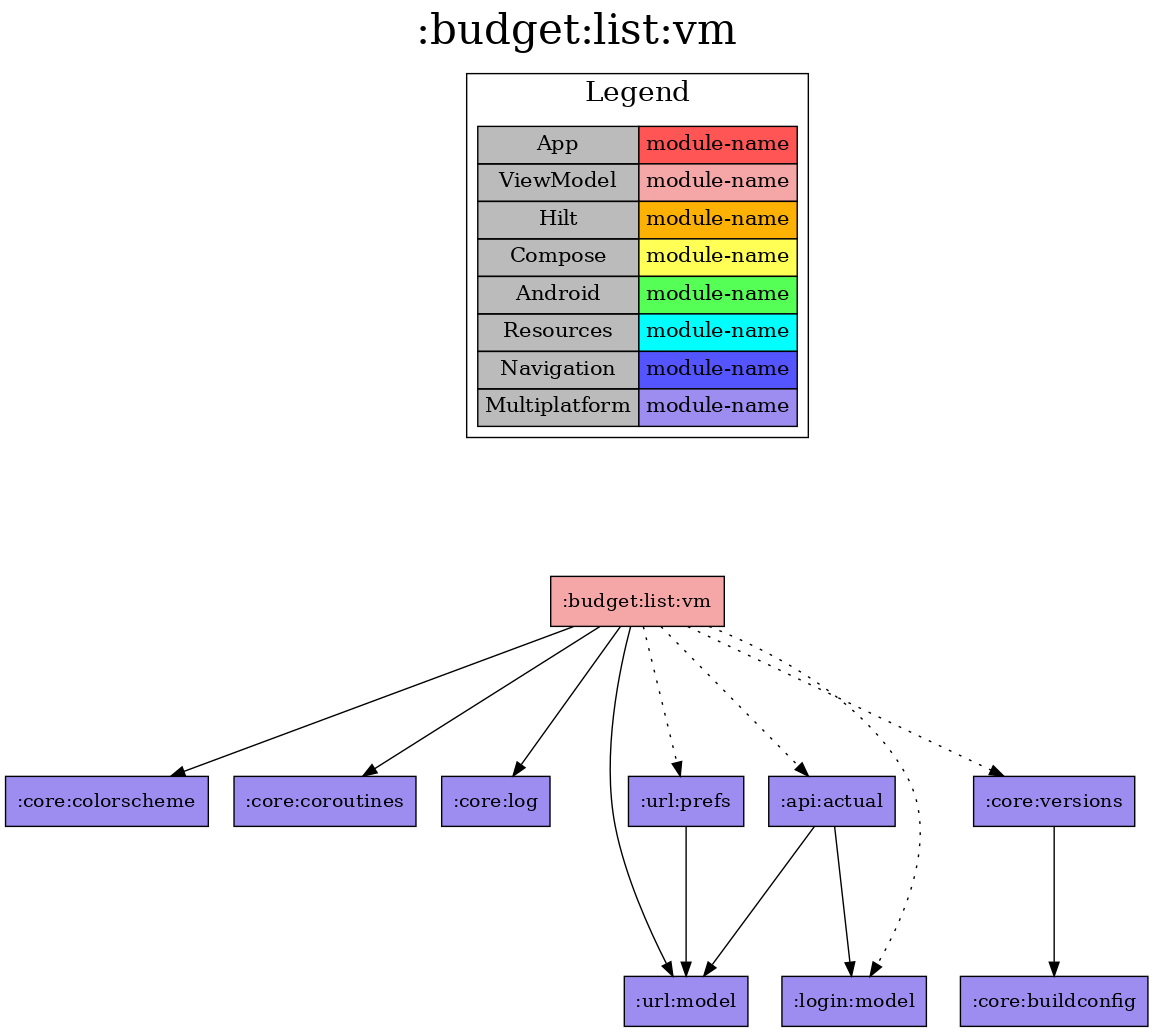 :budget:list:vm
Legend
App module-name
ViewModel module-name
Hilt module-name
Compose module-name
Android module-name
Resources module-name
Navigation module-name
Multiplatform module-name
:budget:list:vm
:core:colorscheme :core:coroutines :core:log :url:prefs :api:actual :core:versions
:url:model :login:model :core:buildconfig